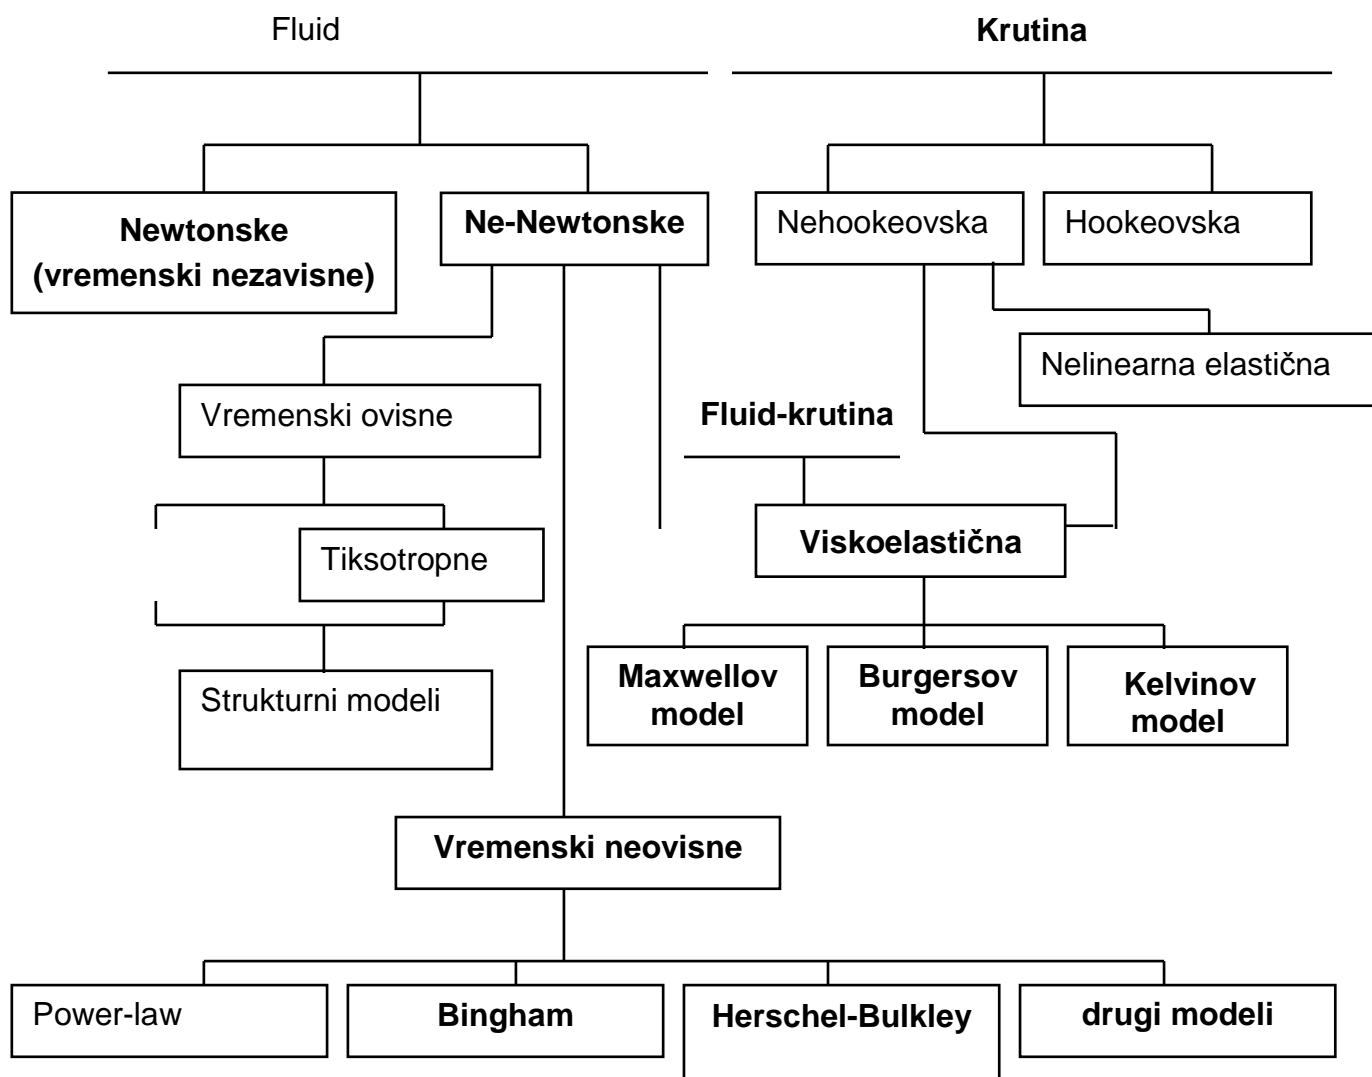 Fluid
Krutina
Newtonske
(vremenski nezavisne)
Ne-Newtonske
Nehookeovska
Hookeovska
Nelinearna elastična
Vremenski ovisne
Fluid-krutina
Tiksotropne
Viskoelastična
Strukturni modeli
Maxwellov
model
Burgersov
model
Kelvinov
model
Vremenski neovisne
Power-law
Bingham
Herschel-Bulkley
drugi modeli